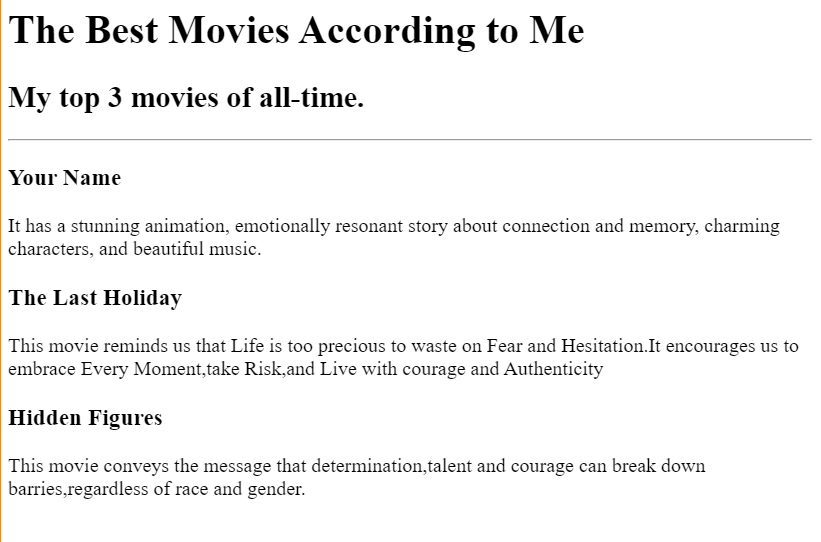 The Best Movies According to Me
My top 3 movies of all-time.
Your Name
It has a stunning animation, emotionally resonant story about connection and memory, charming
characters, and beautiful music.
The Last Holiday
This movie reminds us that Life is too precious to waste on Fear and Hesitation.It encourages us to
embrace Every Moment,take Risk,and Live with courage and Authenticity
Hidden Figures
This movie conveys the message that determination,talent and courage can break down
barries,regardless of race and gender.